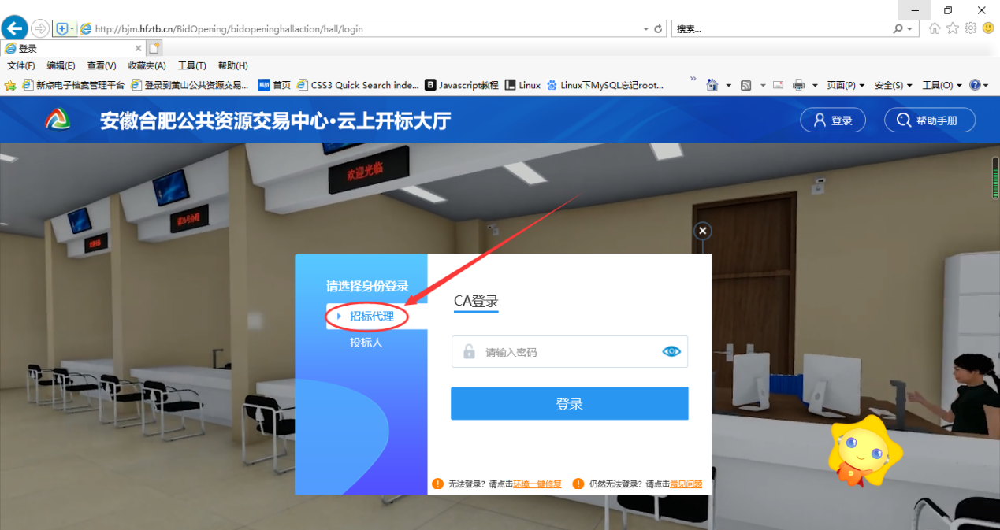 http://bjm.hfztb.cn/BidOpening/bidopeninghallaction/hall/login
搜索...
登录
文件(F) 编辑(E) 查看(V) 收藏夹(A) 工具(T) 帮助(H)
新点电子档案管理平台 登录到黄山公共资源交易... 首页 CSS3 Quick Search inde... B Javascript教程 Linux Linux下MySQL忘记root... » 页面(P) 安全(S) 工具(O)
安徽合肥公共资源交易中心·云上开标大厅 登录 帮助手册
欢迎光临
请选择身份登录
招标代理
投标人
CA登录
请输入密码
登录
无法登录？请点击环境一键修复 仍然无法登录？请点击常见问题